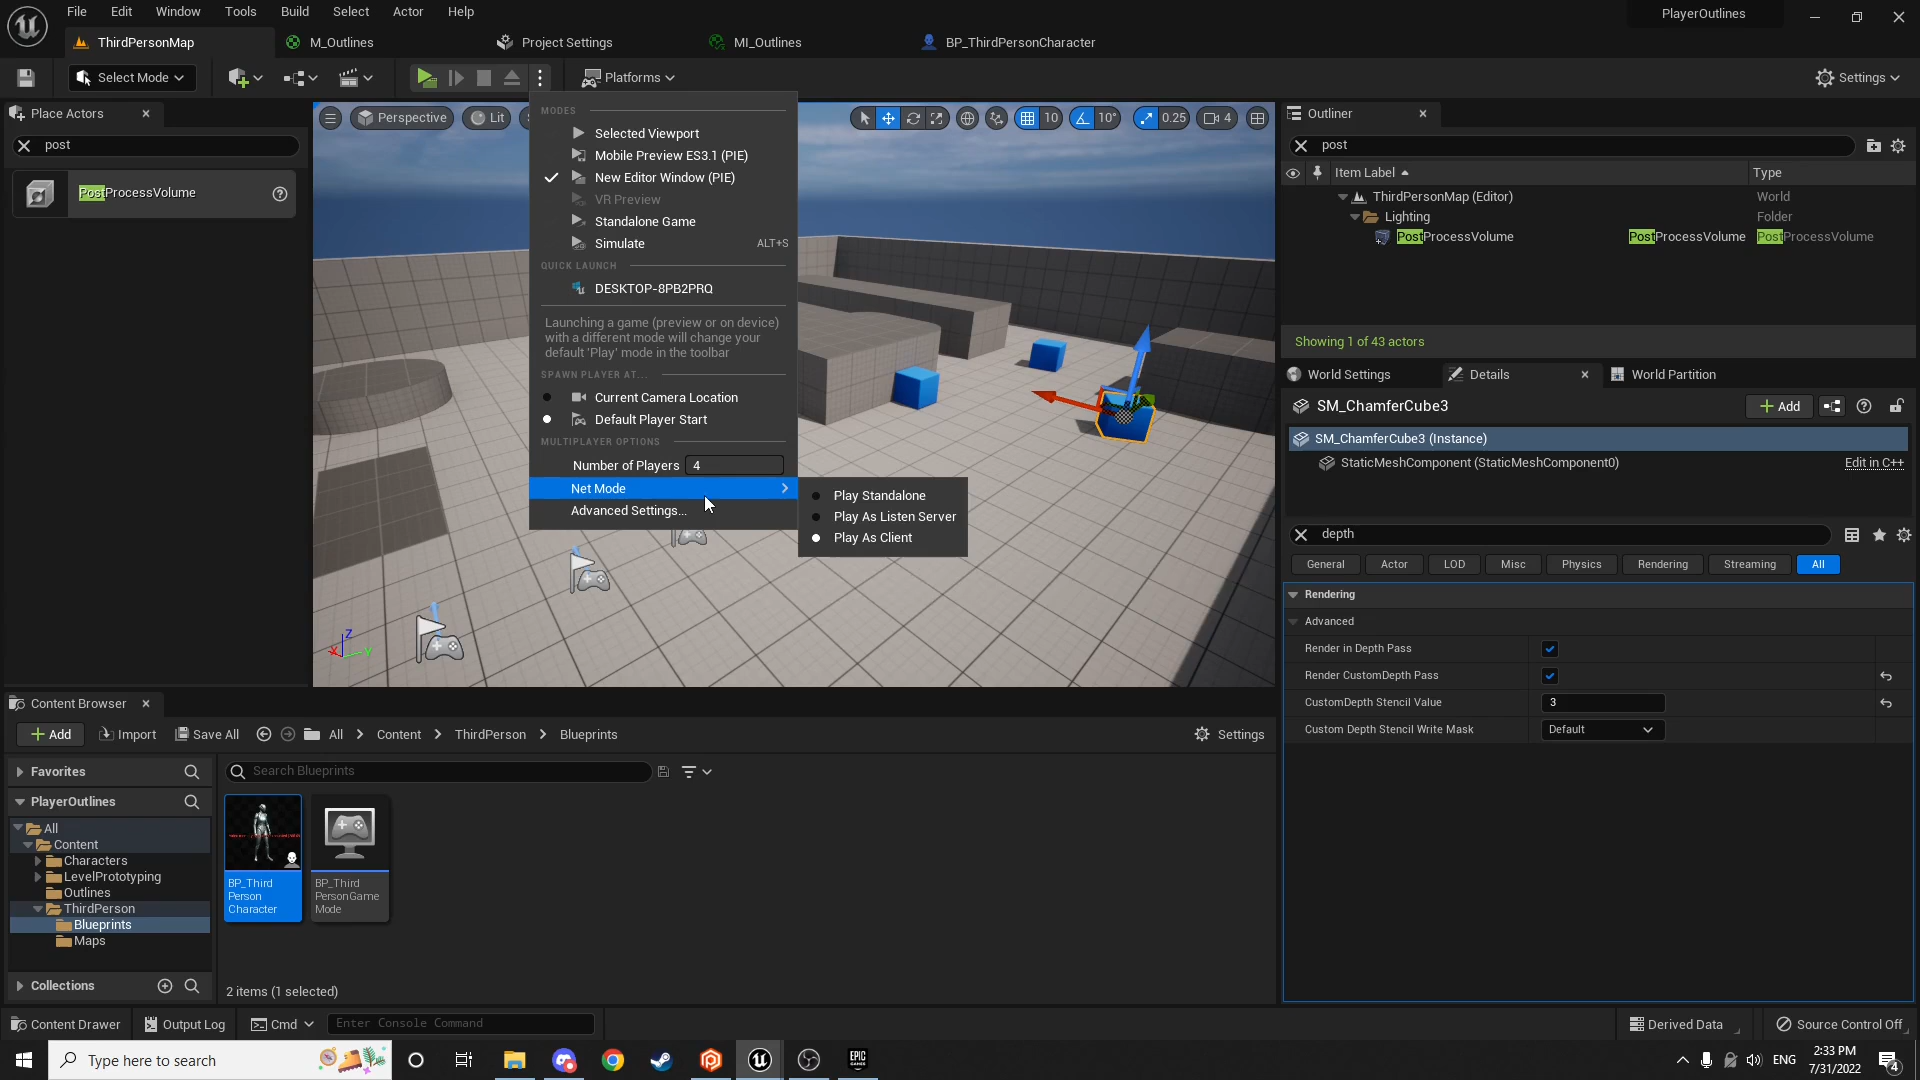 File Edit Window Tools Build Select Actor Help
PlayerOutlines
ThirdPersonMap
M_Outlines
Project Settings
MI_Outlines
BP_ThirdPersonCharacter
Select Mode
Platforms
Settings
Place Actors
post
PostProcessVolume
Perspective
Lit
10
10°
0.25
4
MODES
Selected Viewport
Mobile Preview ES3.1 (PIE)
New Editor Window (PIE)
VR Preview
Standalone Game
Simulate ALT+S
QUICK LAUNCH
DESKTOP-8PB2PRQ
Launching a game (preview or on device)
with a different mode will change your
default 'Play' mode in the toolbar
SPAWN PLAYER AT...
Current Camera Location
Default Player Start
MULTIPLAYER OPTIONS
Number of Players 4
Net Mode
Advanced Settings...
Play Standalone
Play As Listen Server
Play As Client
Z
X
Y
Outliner
post
Item Label Type
ThirdPersonMap (Editor) World
Lighting Folder
PostProcessVolume PostProcessVolume PostProcessVolume
Showing 1 of 43 actors
World Settings
Details
World Partition
SM_ChamferCube3
Add
SM_ChamferCube3 (Instance)
StaticMeshComponent (StaticMeshComponent0) Edit in C++
depth
General Actor LOD Misc Physics Rendering Streaming All
Rendering
Advanced
Render in Depth Pass
Render CustomDepth Pass
CustomDepth Stencil Value 3
Custom Depth Stencil Write Mask Default
Content Browser
Add Import Save All All Content ThirdPerson Blueprints Settings
Favorites
Search Blueprints
PlayerOutlines
All
Content
Characters
LevelPrototyping
Outlines
ThirdPerson
Blueprints
Maps
Collections
BP_Third
Person
Character
BP_Third
PersonGame
Mode
2 items (1 selected)
Content Drawer Output Log Cmd Enter Console Command Derived Data Source Control Off
Type here to search
EPIC
GAMES
ENG
2:33 PM
7/31/2022
4